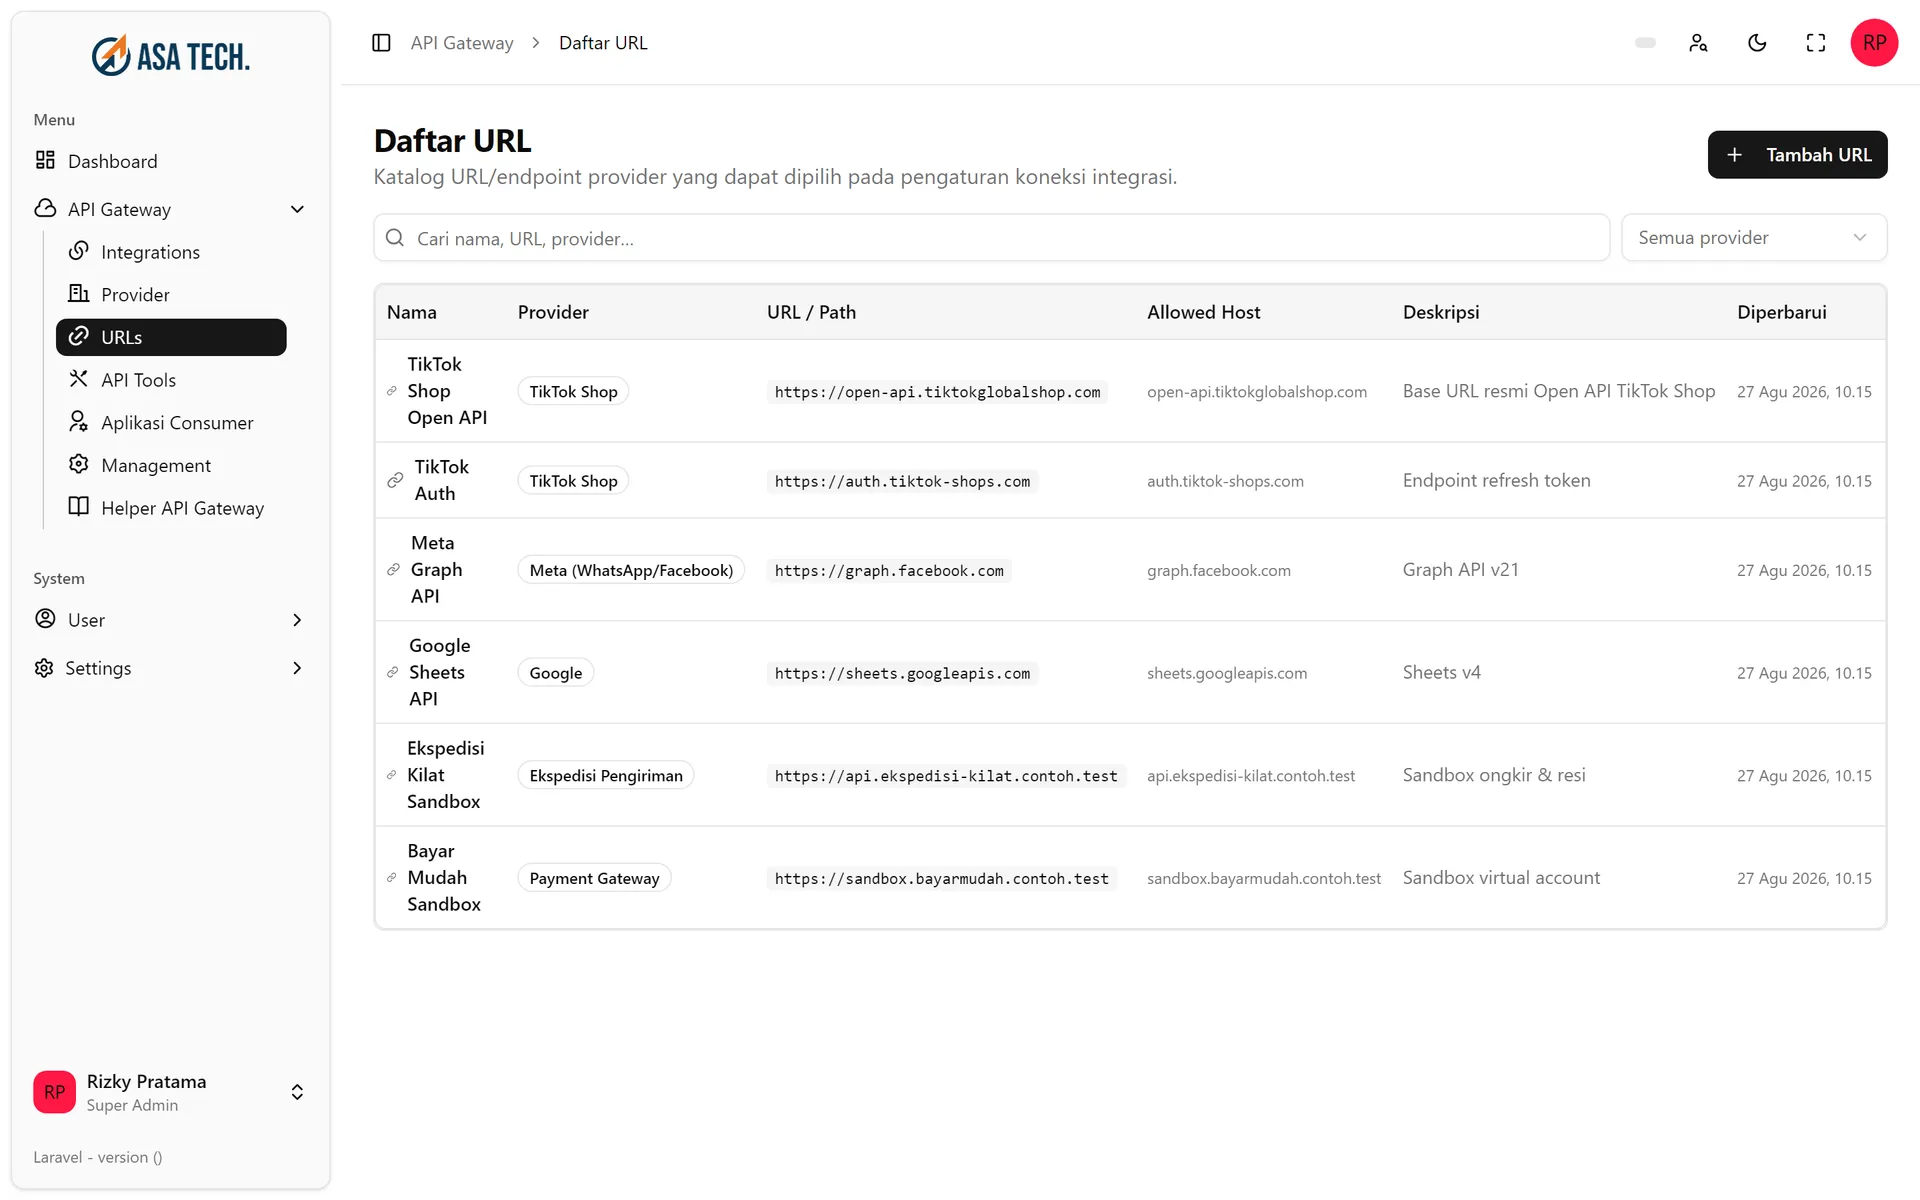 ASA TECH.
Menu
Dashboard
API Gateway
Integrations
Provider
URLs
API Tools
Aplikasi Consumer
Management
Helper API Gateway
System
User
Settings
RP
Rizky Pratama
Super Admin
Laravel - version ()
API Gateway
Daftar URL
RP
Daftar URL
Katalog URL/endpoint provider yang dapat dipilih pada pengaturan koneksi integrasi.
Tambah URL
Cari nama, URL, provider...
Semua provider
Nama Provider URL / Path Allowed Host Deskripsi Diperbarui
TikTok
Shop
Open API
TikTok Shop
https://open-api.tiktokglobalshop.com
open-api.tiktokglobalshop.com
Base URL resmi Open API TikTok Shop
27 Agu 2026, 10.15
TikTok
Auth
TikTok Shop
https://auth.tiktok-shops.com
auth.tiktok-shops.com
Endpoint refresh token
27 Agu 2026, 10.15
Meta
Graph
API
Meta (WhatsApp/Facebook)
https://graph.facebook.com
graph.facebook.com
Graph API v21
27 Agu 2026, 10.15
Google
Sheets
API
Google
https://sheets.googleapis.com
sheets.googleapis.com
Sheets v4
27 Agu 2026, 10.15
Ekspedisi
Kilat
Sandbox
Ekspedisi Pengiriman
https://api.ekspedisi-kilat.contoh.test
api.ekspedisi-kilat.contoh.test
Sandbox ongkir & resi
27 Agu 2026, 10.15
Bayar
Mudah
Sandbox
Payment Gateway
https://sandbox.bayarmudah.contoh.test
sandbox.bayarmudah.contoh.test
Sandbox virtual account
27 Agu 2026, 10.15